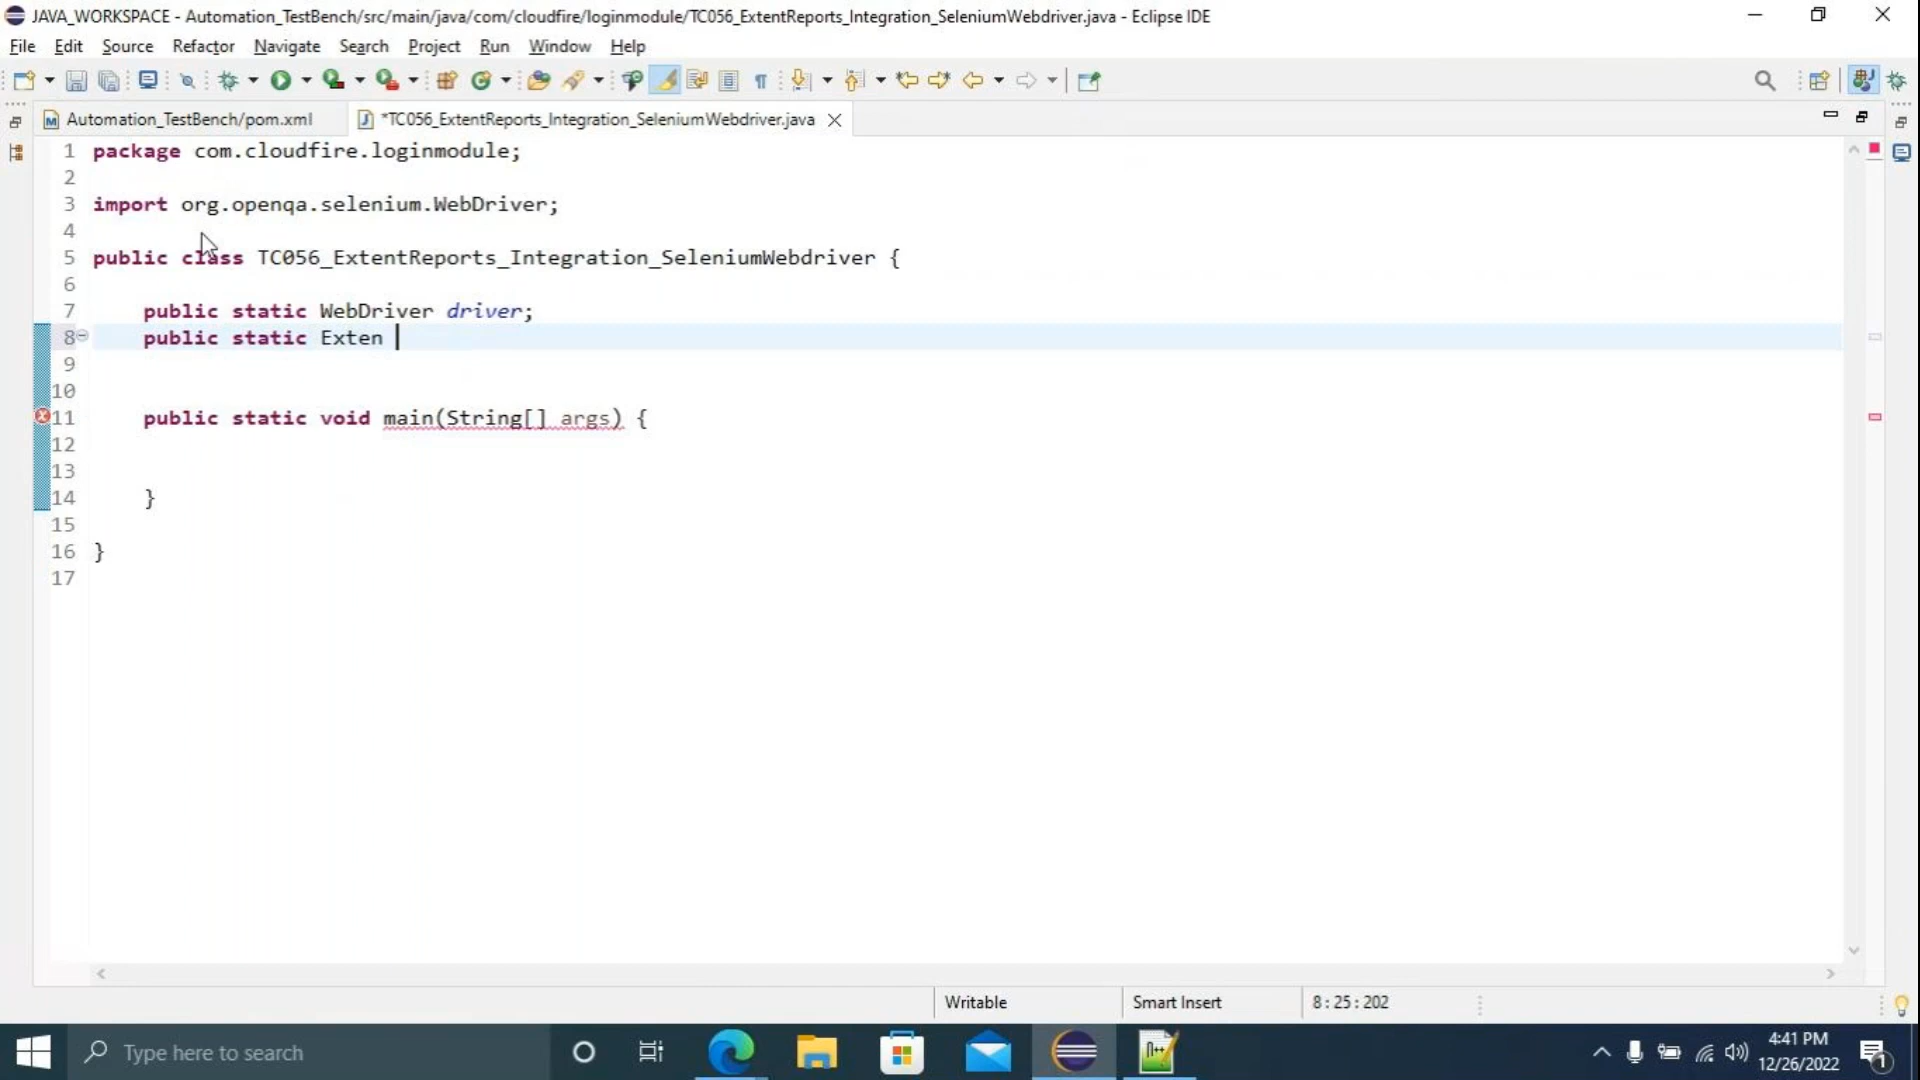 JAVA_WORKSPACE - Automation_TestBench/src/main/java/com/cloudfire/loginmodule/TC056_ExtentReports_Integration_SeleniumWebdriver.java - Eclipse IDE
File Edit Source Refactor Navigate Search Project Run Window Help
Automation_TestBench/pom.xml *TC056_ExtentReports_Integration_SeleniumWebdriver.java
1 package com.cloudfire.loginmodule;
2
3 import org.openqa.selenium.WebDriver;
4
5 public class TC056_ExtentReports_Integration_SeleniumWebdriver {
6
7 public static WebDriver driver;
8 public static Exten
9
10
11 public static void main(String[] args) {
12
13
14 }
15
16 }
17
Writable Smart Insert 8 : 25 : 202
Type here to search
4:41 PM
12/26/2022
1